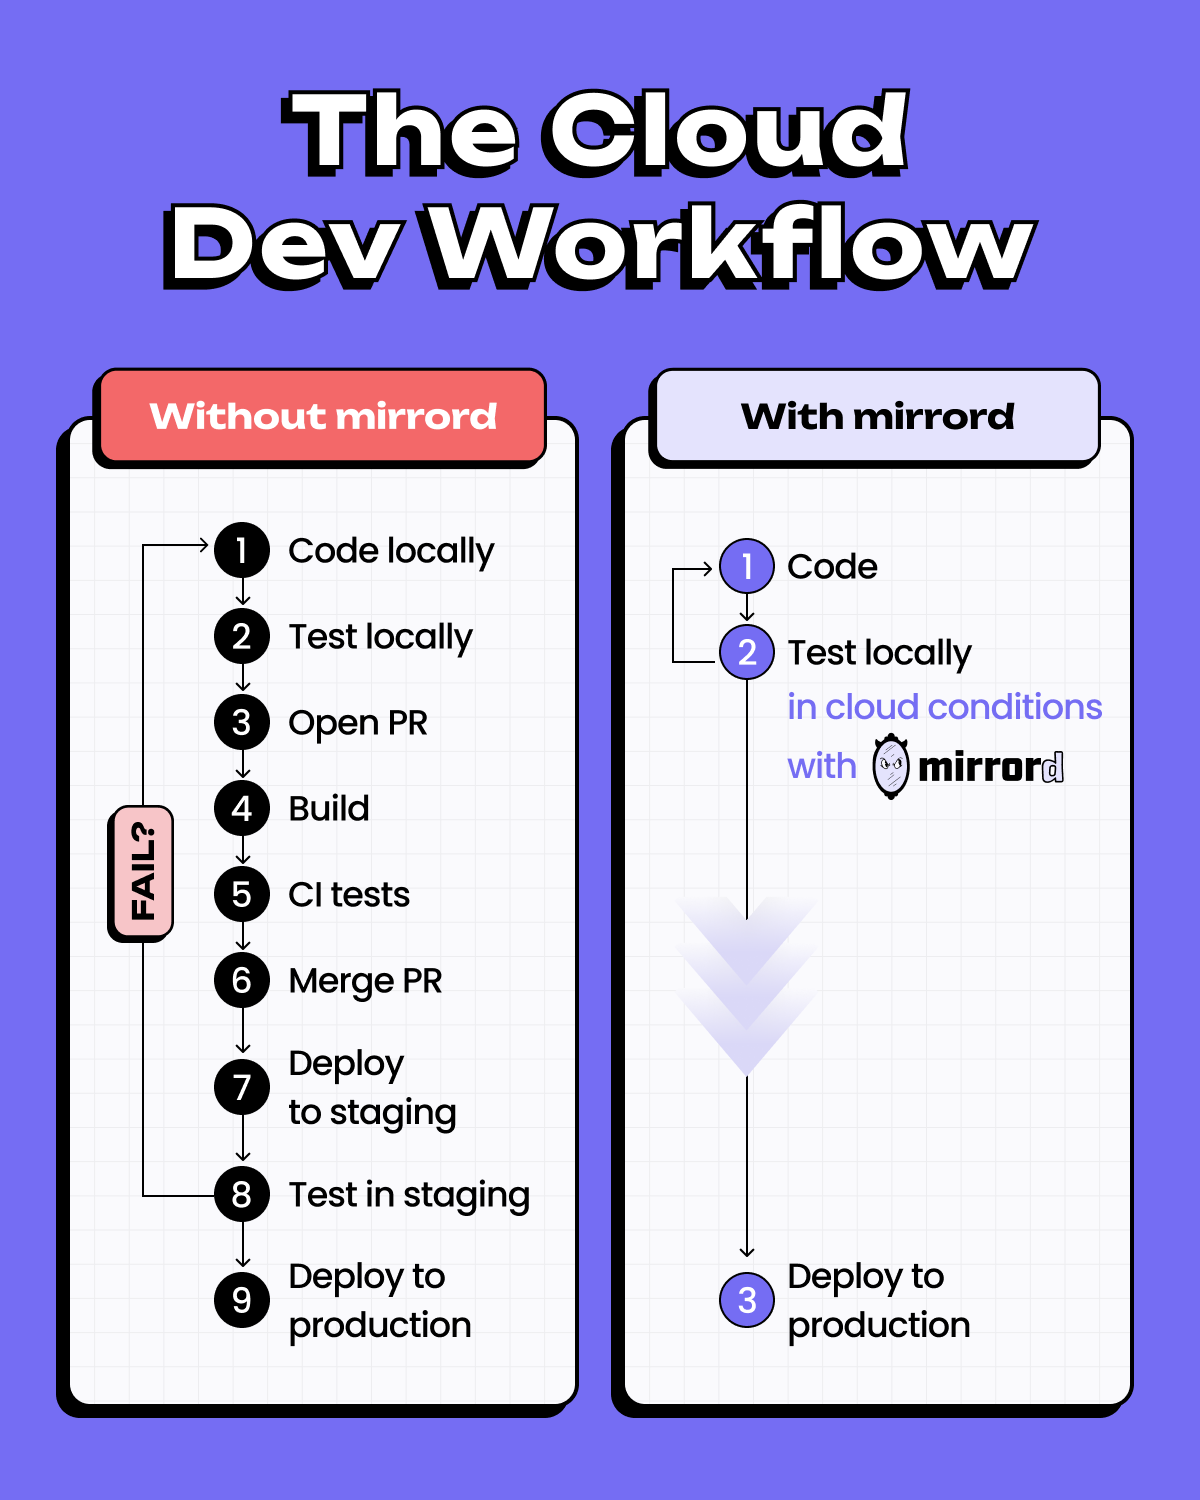 The Cloud
Dev Workflow
Without mirrord
1 Code locally
2 Test locally
3 Open PR
4 Build
5 CI tests
6 Merge PR
7 Deploy
to staging
8 Test in staging
9 Deploy to
production
FAIL?
With mirrord
1 Code
2 Test locally
in cloud conditions
with mirrord
3 Deploy to
production